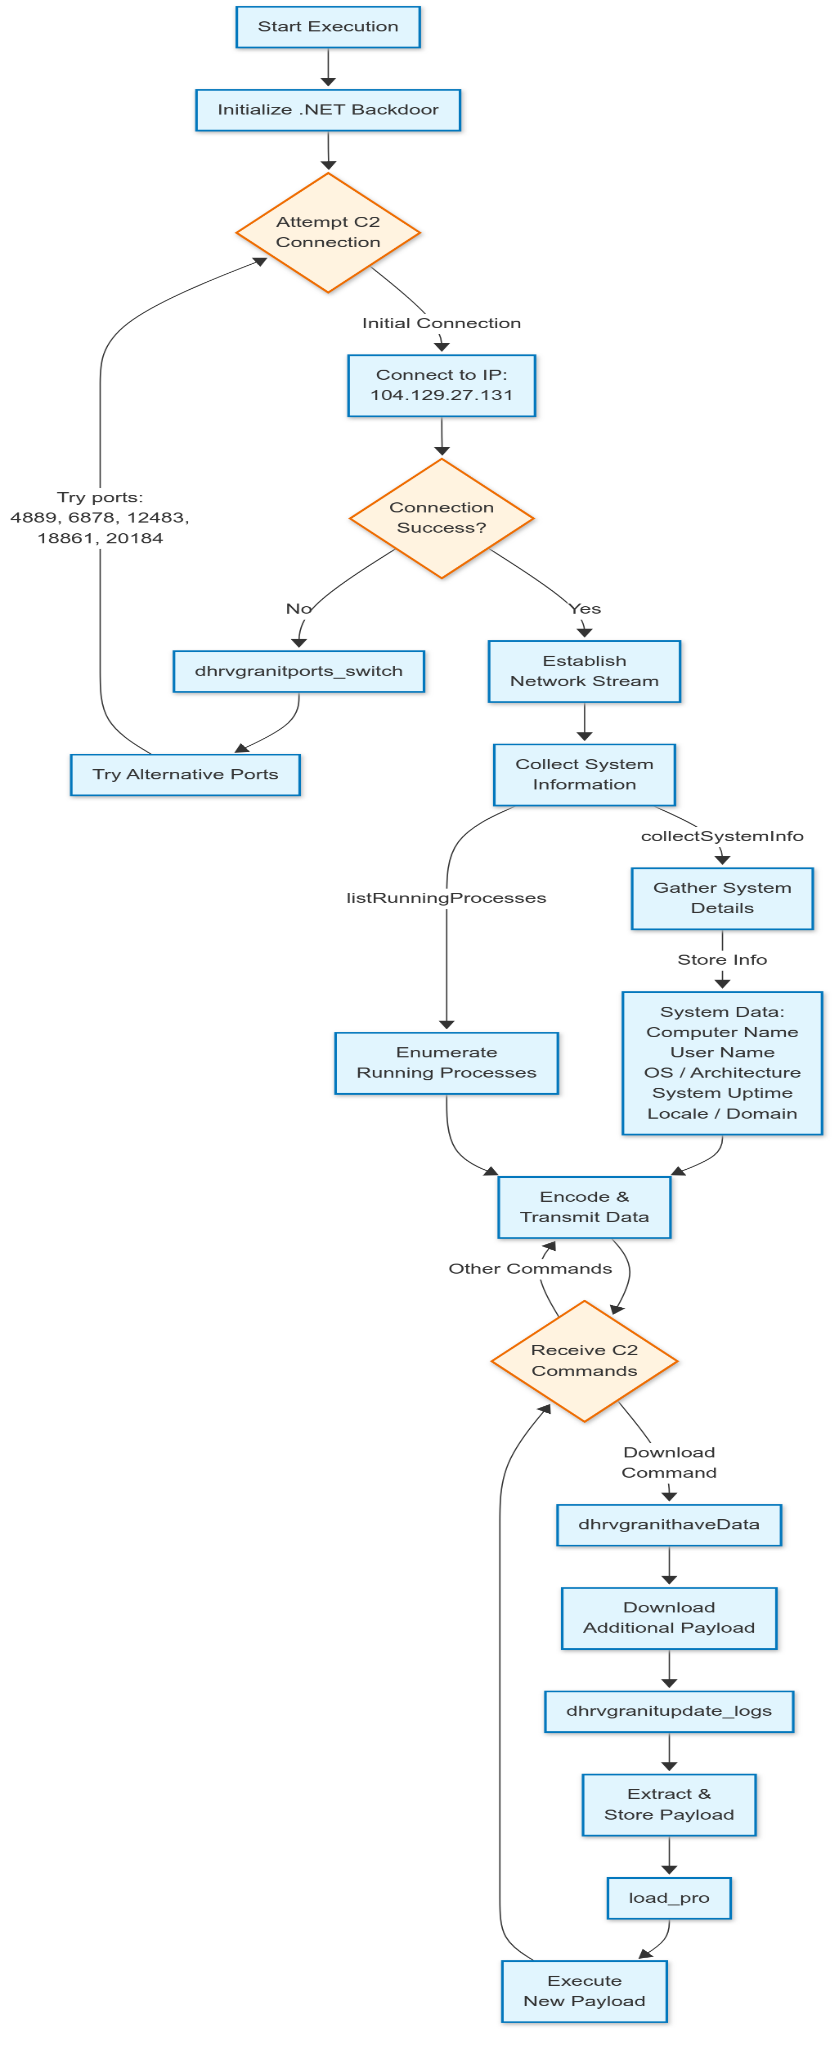 Start Execution
Initialize .NET Backdoor
Attempt C2
Connection
Initial Connection
Connect to IP:
104.129.27.131
Connection
Success?
Try ports:
4889, 6878, 12483,
18861, 20184
No
Yes
dhrvgranitports_switch
Establish
Network Stream
Try Alternative Ports
Collect System
Information
collectSystemInfo
listRunningProcesses
Gather System
Details
Store Info
System Data:
Computer Name
User Name
OS / Architecture
System Uptime
Locale / Domain
Enumerate
Running Processes
Encode &
Transmit Data
Other Commands
Receive C2
Commands
Download
Command
dhrvgranithaveData
Download
Additional Payload
dhrvgranitupdate_logs
Extract &
Store Payload
load_pro
Execute
New Payload